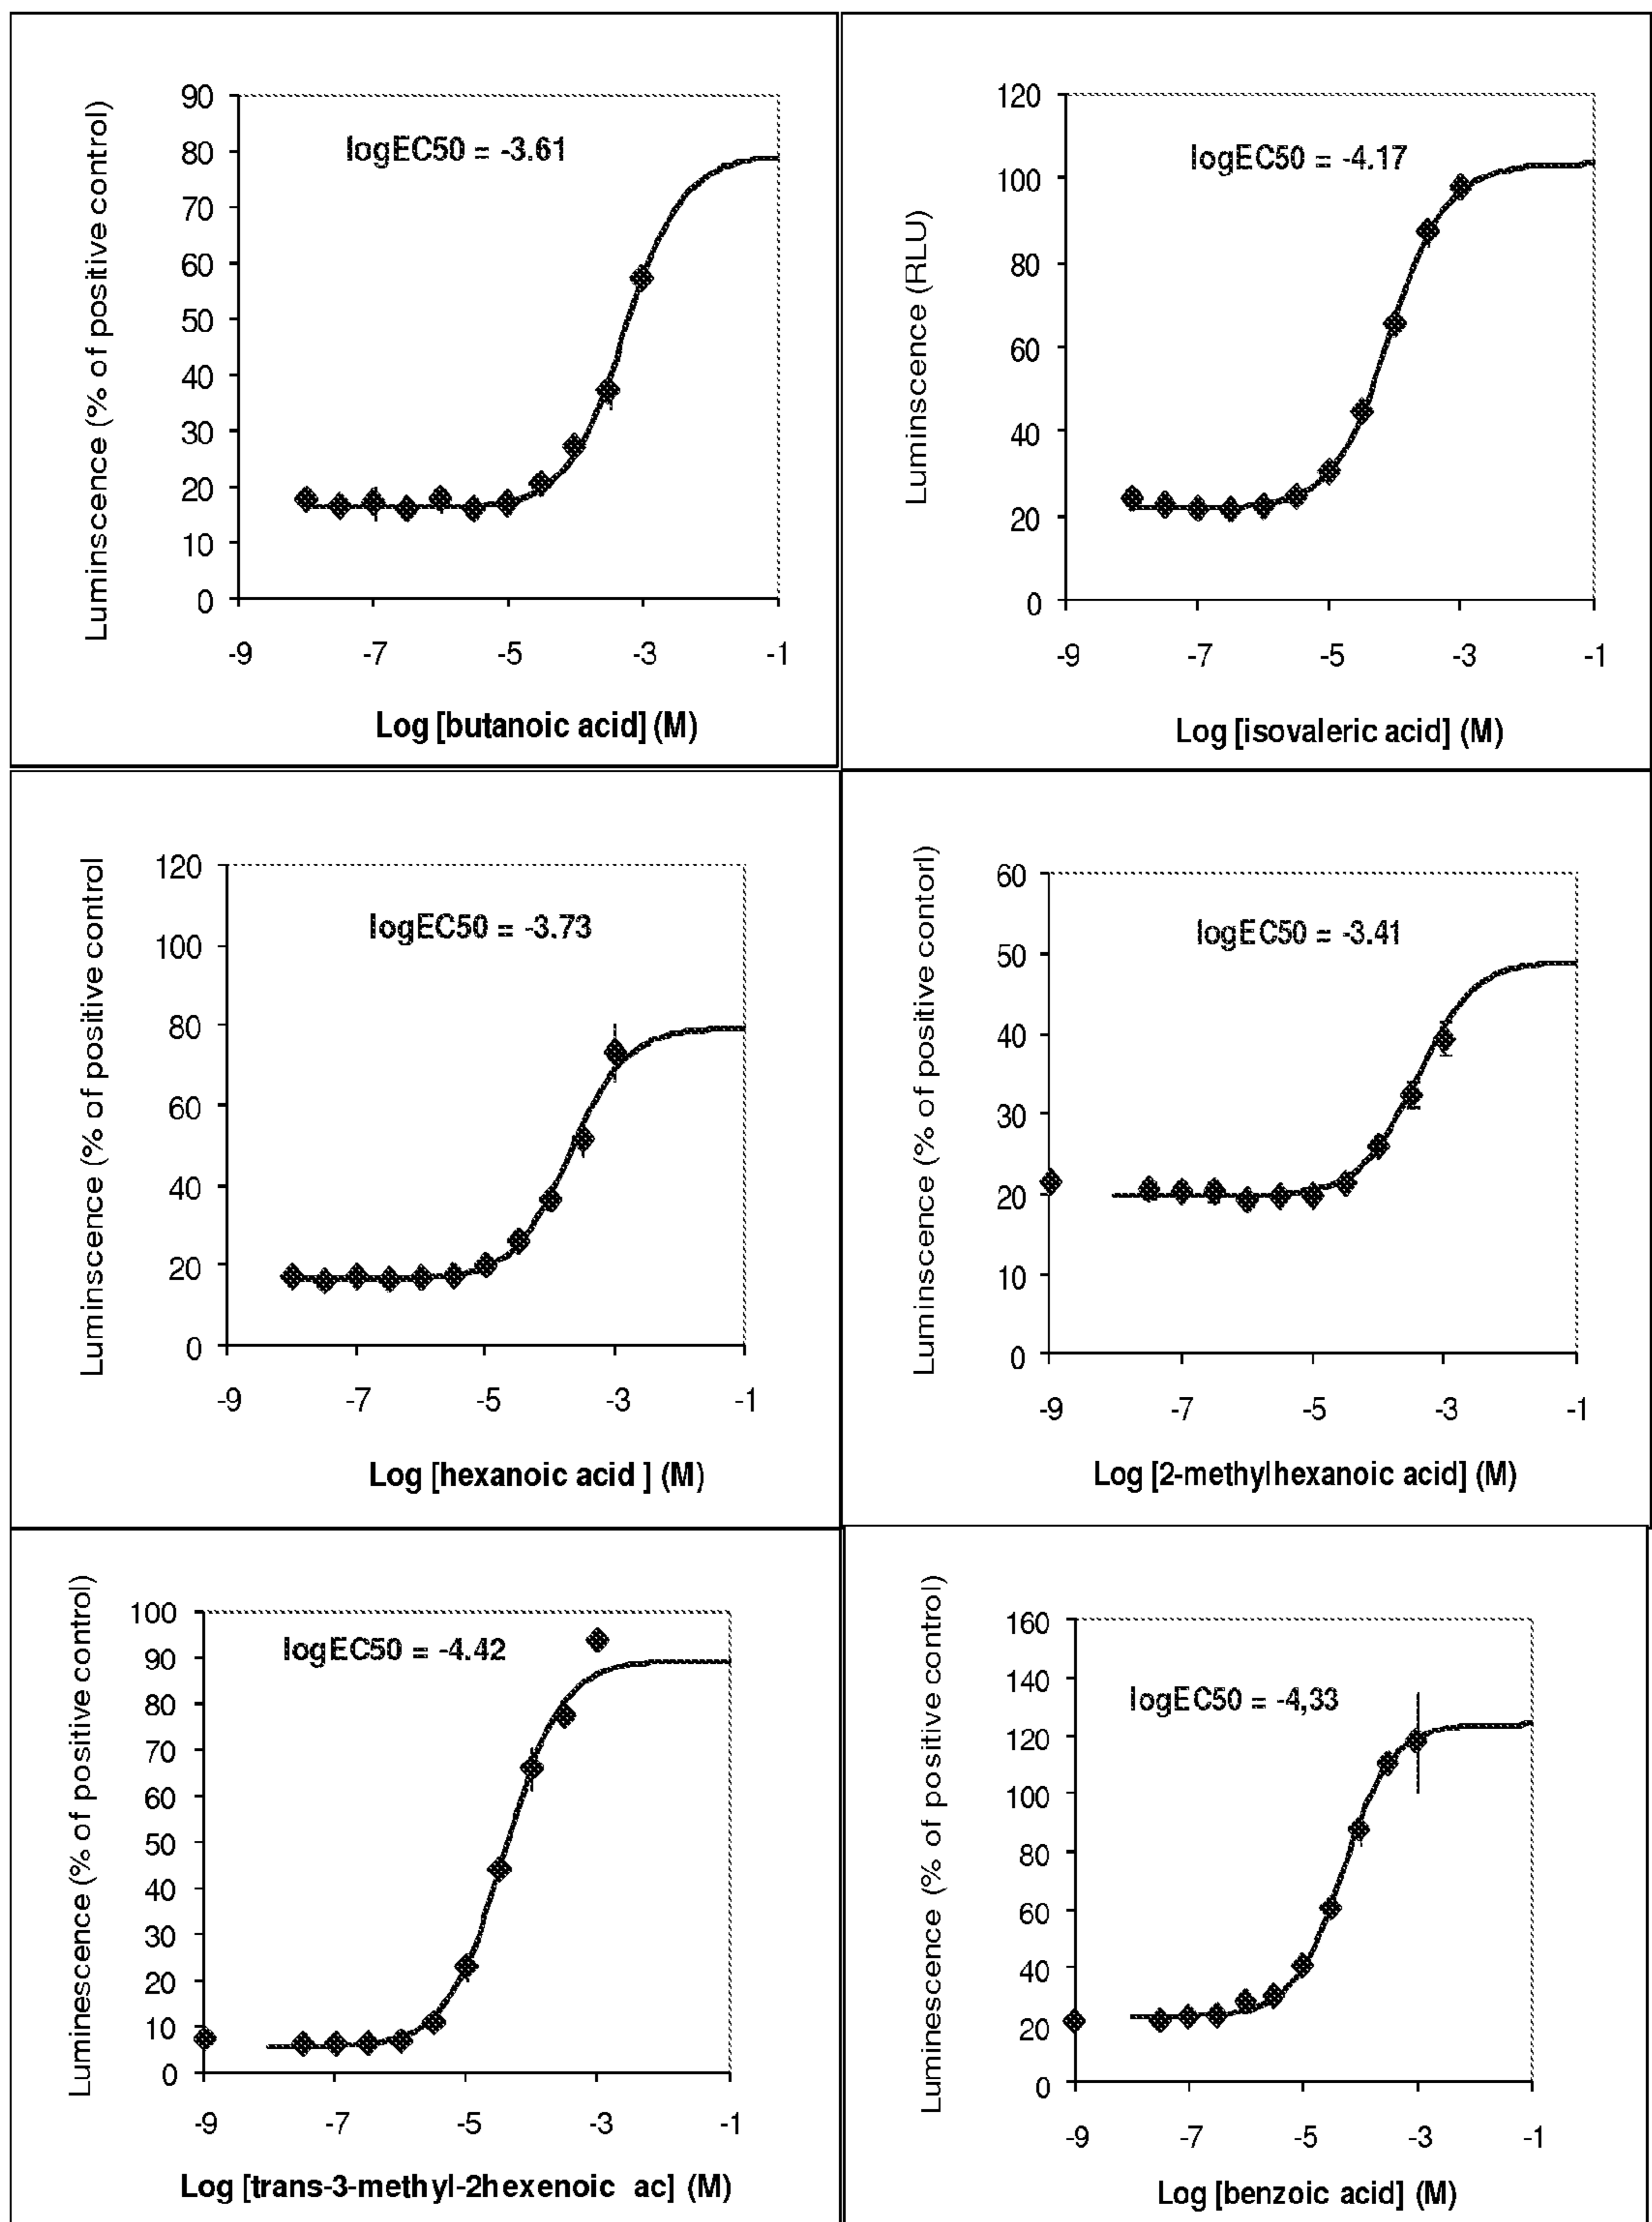 Luminscence (% of positive control)
90
80
70
60
50
40
30
20
10
0
logEC50 = -3.61
-9 -7 -5 -3 -1
Log [butanoic acid] (M)
Luminscence (RLU)
120
100
80
60
40
20
0
logEC50 = -4.17
-9 -7 -5 -3 -1
Log [isovaleric acid] (M)
Luminscence (% of positive control
120
100
80
60
40
20
0
logEC50 = -3.73
-9 -7 -5 -3 -1
Log [hexanoic acid ] (M)
Luminscence (% of positive contorl)
60
50
40
30
20
10
0
logEC50 = -3.41
-9 -7 -5 -3 -1
Log [2-methylhexanoic acid] (M)
Luminescence (% of positive control)
100
90
80
70
60
50
40
30
20
10
0
logEC50 = -4.42
-9 -7 -5 -3 -1
Log [trans-3-methyl-2hexenoic ac] (M)
Luminescence (% of positive control)
160
140
120
100
80
60
40
20
0
logEC50 = -4,33
-9 -7 -5 -3 -1
Log [benzoic acid] (M)